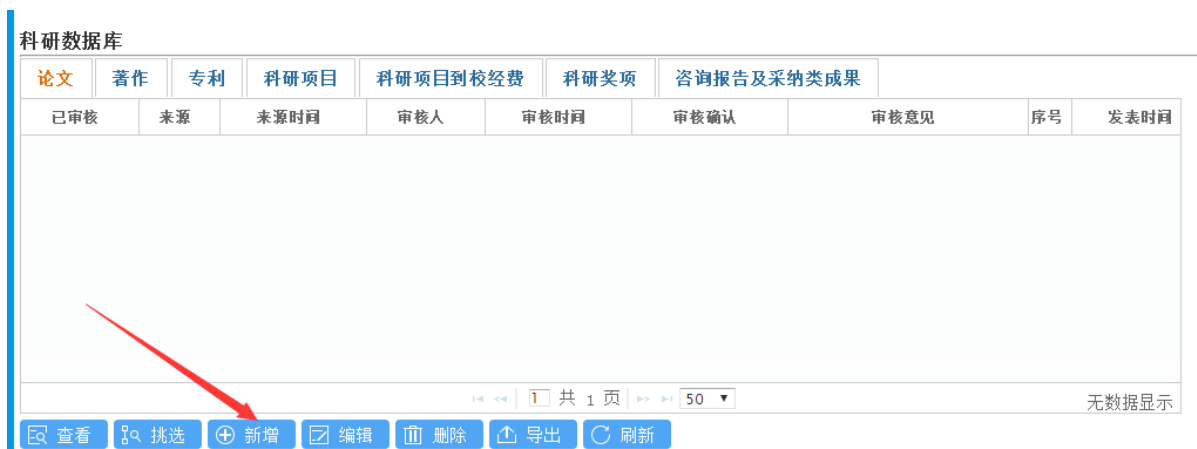 科研数据库
论文 著作 专利 科研项目 科研项目到校经费 科研奖项 咨询报告及采纳类成果
已审核 来源 来源时间 审核人 审核时间 审核确认 审核意见 序号 发表时间
1 共 1 页 50
无数据显示
查看 挑选 新增 编辑 删除 导出 刷新